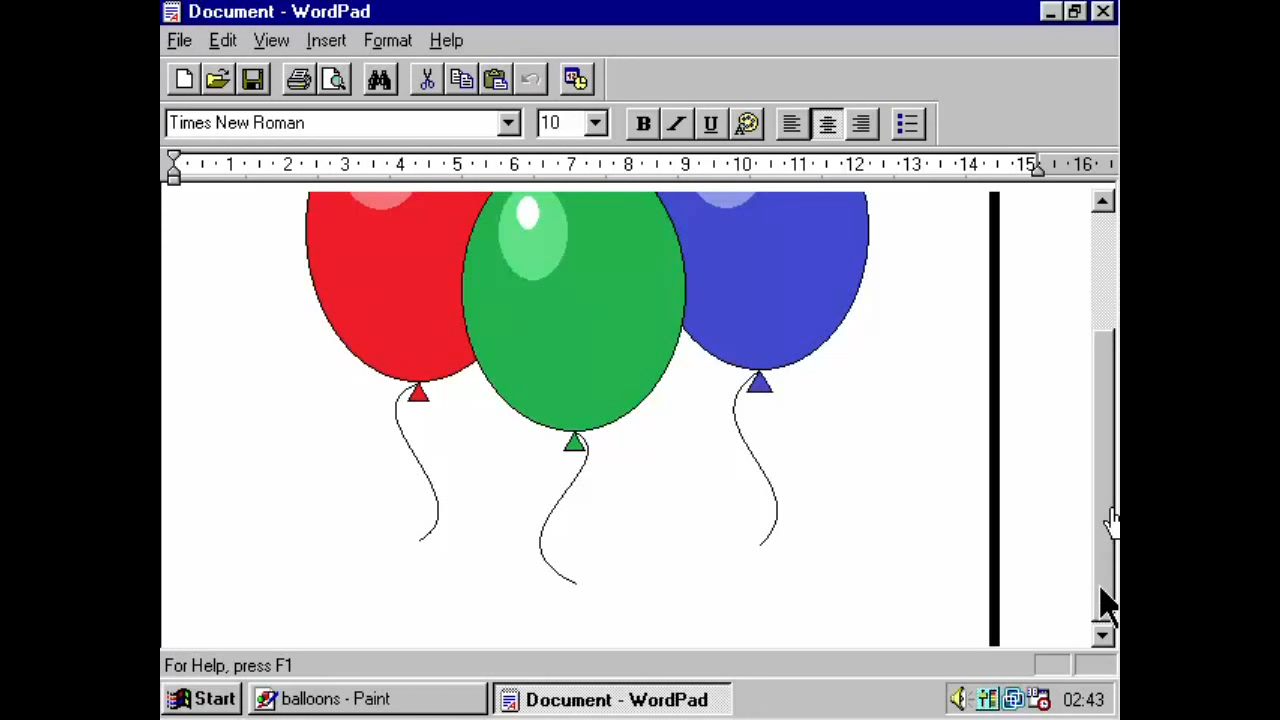 Document - WordPad
File Edit View Insert Format Help
Times New Roman 10 B I U
1 2 3 4 5 6 7 8 9 10 11 12 13 14 15 16
For Help, press F1
Start balloons - Paint Document - WordPad 02:43